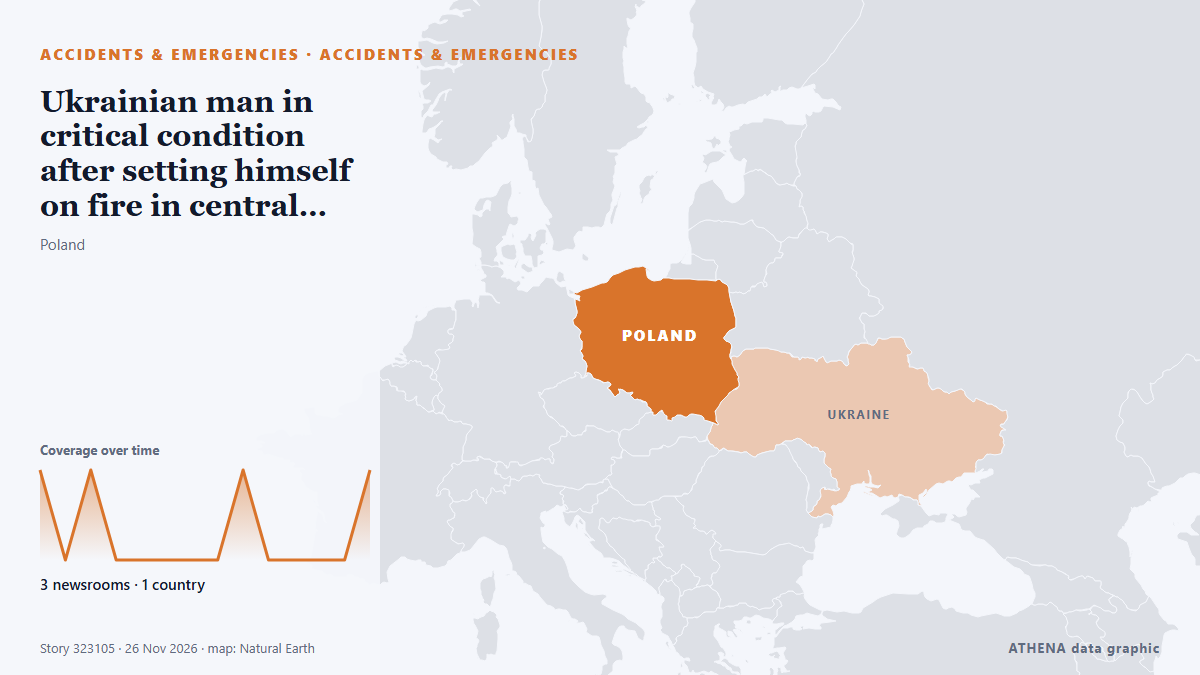 ACCIDENTS & EMERGENCIES · ACCIDENTS & EMERGENCIES
Ukrainian man in
critical condition
after setting himself
on fire in central…
Poland
POLAND
UKRAINE
Coverage over time
3 newsrooms · 1 country
Story 323105 · 26 Nov 2026 · map: Natural Earth
ATHENA data graphic